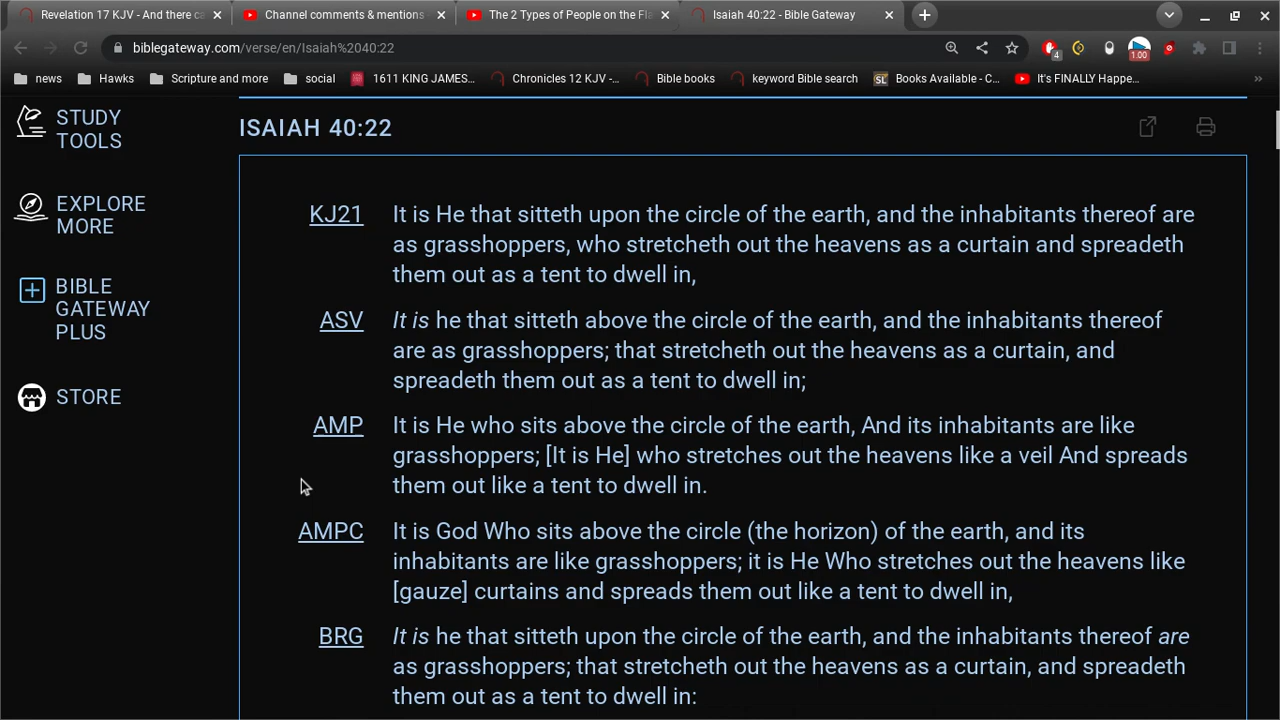 Revelation 17 KJV - And there ca
Channel comments & mentions -
The 2 Types of People on the Fla
Isaiah 40:22 - Bible Gateway
biblegateway.com/verse/en/Isaiah%2040:22
4
1.00
news
Hawks
Scripture and more
social
1611 KING JAMES...
Chronicles 12 KJV -...
Bible books
keyword Bible search
SL
Books Available - C...
It's FINALLY Happe...
»
STUDY
TOOLS
EXPLORE
MORE
BIBLE
GATEWAY
PLUS
STORE
ISAIAH 40:22
KJ21 It is He that sitteth upon the circle of the earth, and the inhabitants thereof are
as grasshoppers, who stretcheth out the heavens as a curtain and spreadeth
them out as a tent to dwell in,
ASV It is he that sitteth above the circle of the earth, and the inhabitants thereof
are as grasshoppers; that stretcheth out the heavens as a curtain, and
spreadeth them out as a tent to dwell in;
AMP It is He who sits above the circle of the earth, And its inhabitants are like
grasshoppers; [It is He] who stretches out the heavens like a veil And spreads
them out like a tent to dwell in.
AMPC It is God Who sits above the circle (the horizon) of the earth, and its
inhabitants are like grasshoppers; it is He Who stretches out the heavens like
[gauze] curtains and spreads them out like a tent to dwell in,
BRG It is he that sitteth upon the circle of the earth, and the inhabitants thereof are
as grasshoppers; that stretcheth out the heavens as a curtain, and spreadeth
them out as a tent to dwell in: